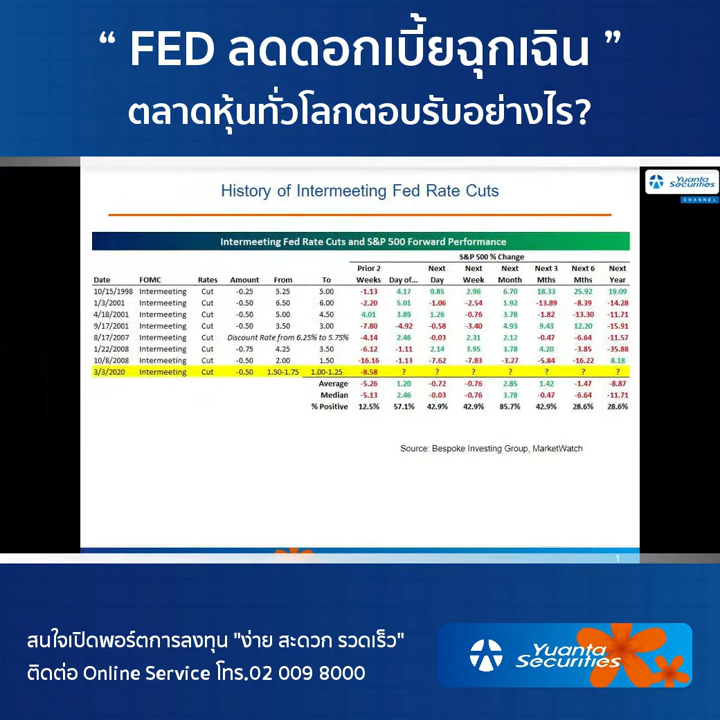 “ FED ลดดอกเบี้ยฉุกเฉิน ”
ตลาดหุ้นทั่วโลกตอบรับอย่างไร?
Yuanta Securities
CHANNEL
History of Intermeeting Fed Rate Cuts
Intermeeting Fed Rate Cuts and S&P 500 Forward Performance
S&P 500 % Change
Prior 2 Next Next Next Next 3 Next 6 Next
Date FOMC Rates Amount From To Weeks Day of... Day Week Month Mths Mths Year
10/15/1998 Intermeeting Cut -0.25 5.25 5.00 -1.13 4.17 0.85 2.96 6.70 18.33 25.92 19.09
1/3/2001 Intermeeting Cut -0.50 6.50 6.00 -2.20 5.01 -1.06 -2.54 1.92 -13.89 -8.39 -14.28
4/18/2001 Intermeeting Cut -0.50 5.00 4.50 4.01 3.89 1.26 -0.76 3.78 -1.82 -13.30 -11.71
9/17/2001 Intermeeting Cut -0.50 3.50 3.00 -7.80 -4.92 -0.58 -3.40 4.93 9.43 12.20 -15.91
8/17/2007 Intermeeting Cut Discount Rate from 6.25% to 5.75% -4.14 2.46 -0.03 2.31 2.12 -0.47 -6.64 -11.57
1/22/2008 Intermeeting Cut -0.75 4.25 3.50 -6.12 -1.11 2.14 3.95 3.78 4.20 -3.85 -35.88
10/8/2008 Intermeeting Cut -0.50 2.00 1.50 -16.16 -1.13 -7.62 -7.83 -3.27 -5.84 -16.22 8.18
3/3/2020 Intermeeting Cut -0.50 1.50-1.75 1.00-1.25 -8.58 ? ? ? ? ? ? ?
Average -5.26 1.20 -0.72 -0.76 2.85 1.42 -1.47 -8.87
Median -5.13 2.46 -0.03 -0.76 3.78 -0.47 -6.64 -11.71
% Positive 12.5% 57.1% 42.9% 42.9% 85.7% 42.9% 28.6% 28.6%
Source: Bespoke Investing Group, MarketWatch
1
สนใจเปิดพอร์ตการลงทุน "ง่าย สะดวก รวดเร็ว"
ติดต่อ Online Service โทร.02 009 8000
Yuanta
Securities